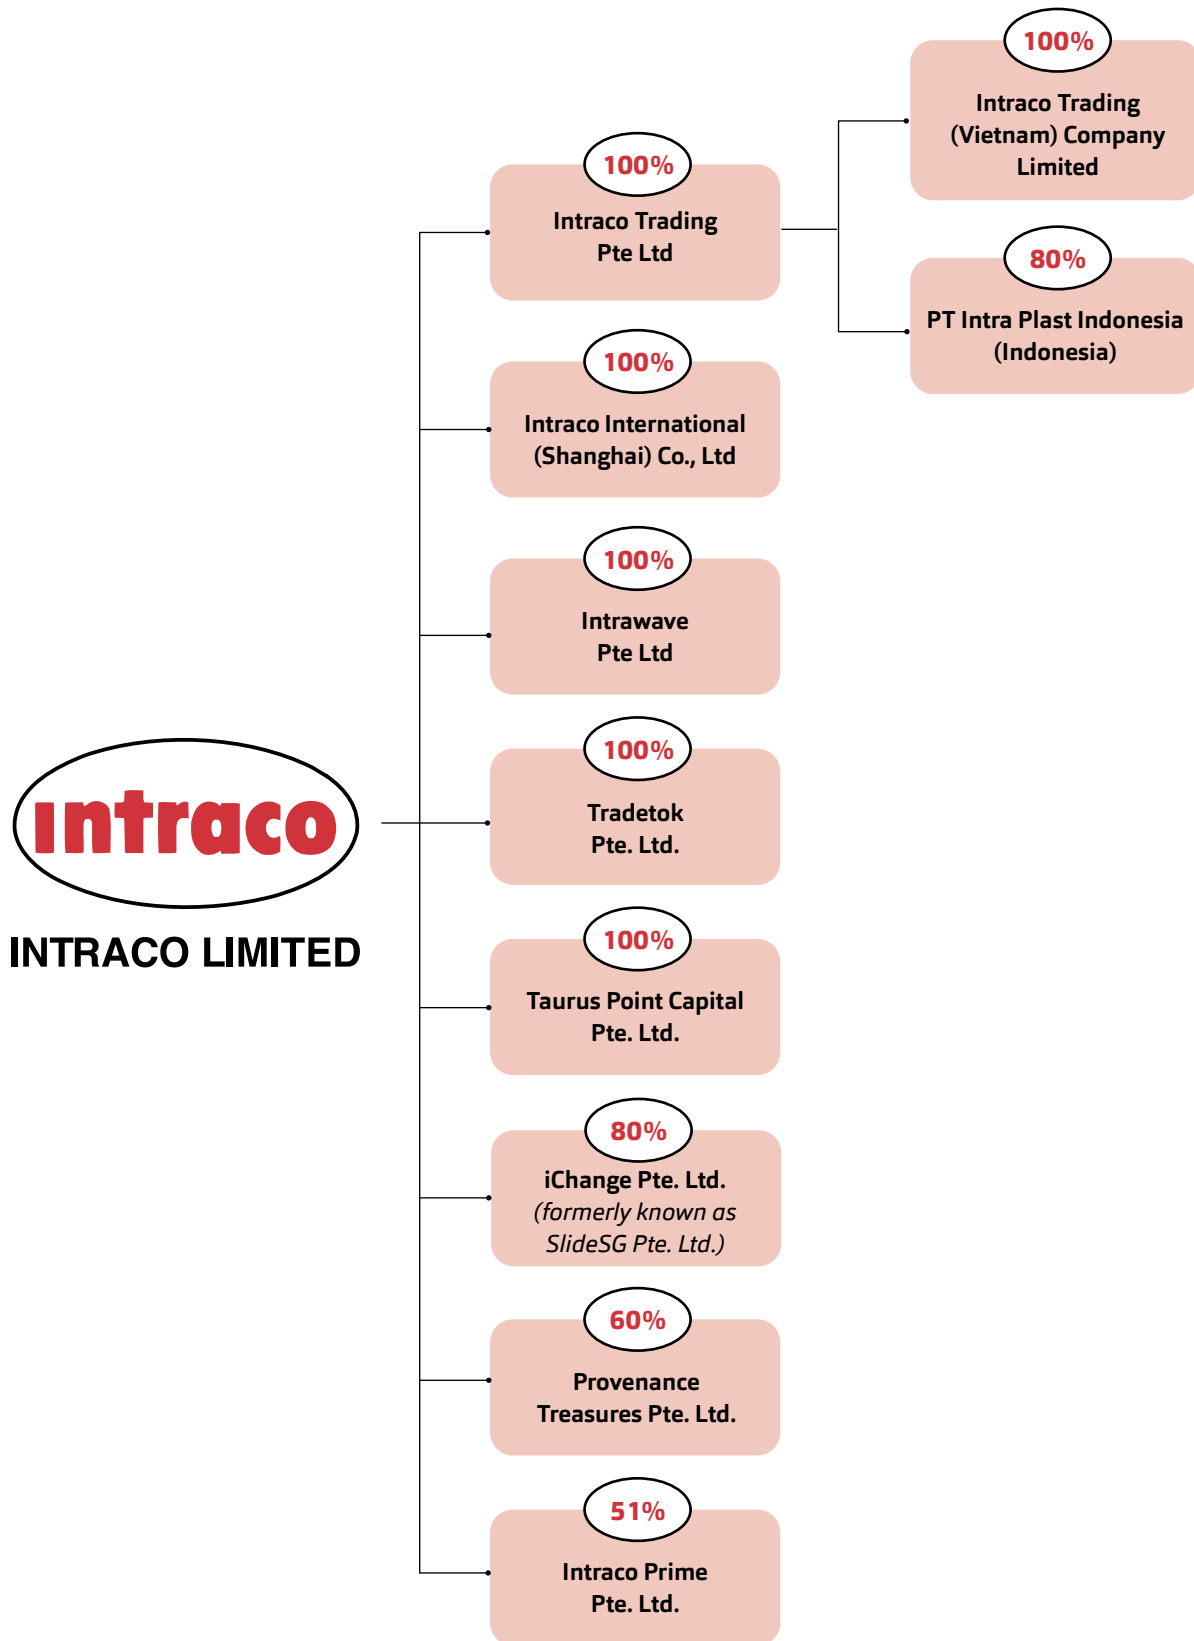 100%
Intraco Trading
(Vietnam) Company
Limited
100%
Intraco Trading
Pte Ltd
80%
PT Intra Plast Indonesia
(Indonesia)
100%
Intraco International
(Shanghai) Co., Ltd
100%
Intrawave
Pte Ltd
100%
Tradetok
Pte. Ltd.
intraco
INTRACO LIMITED
100%
Taurus Point Capital
Pte. Ltd.
80%
iChange Pte. Ltd.
(formerly known as
SlideSG Pte. Ltd.)
60%
Provenance
Treasures Pte. Ltd.
51%
Intraco Prime
Pte. Ltd.